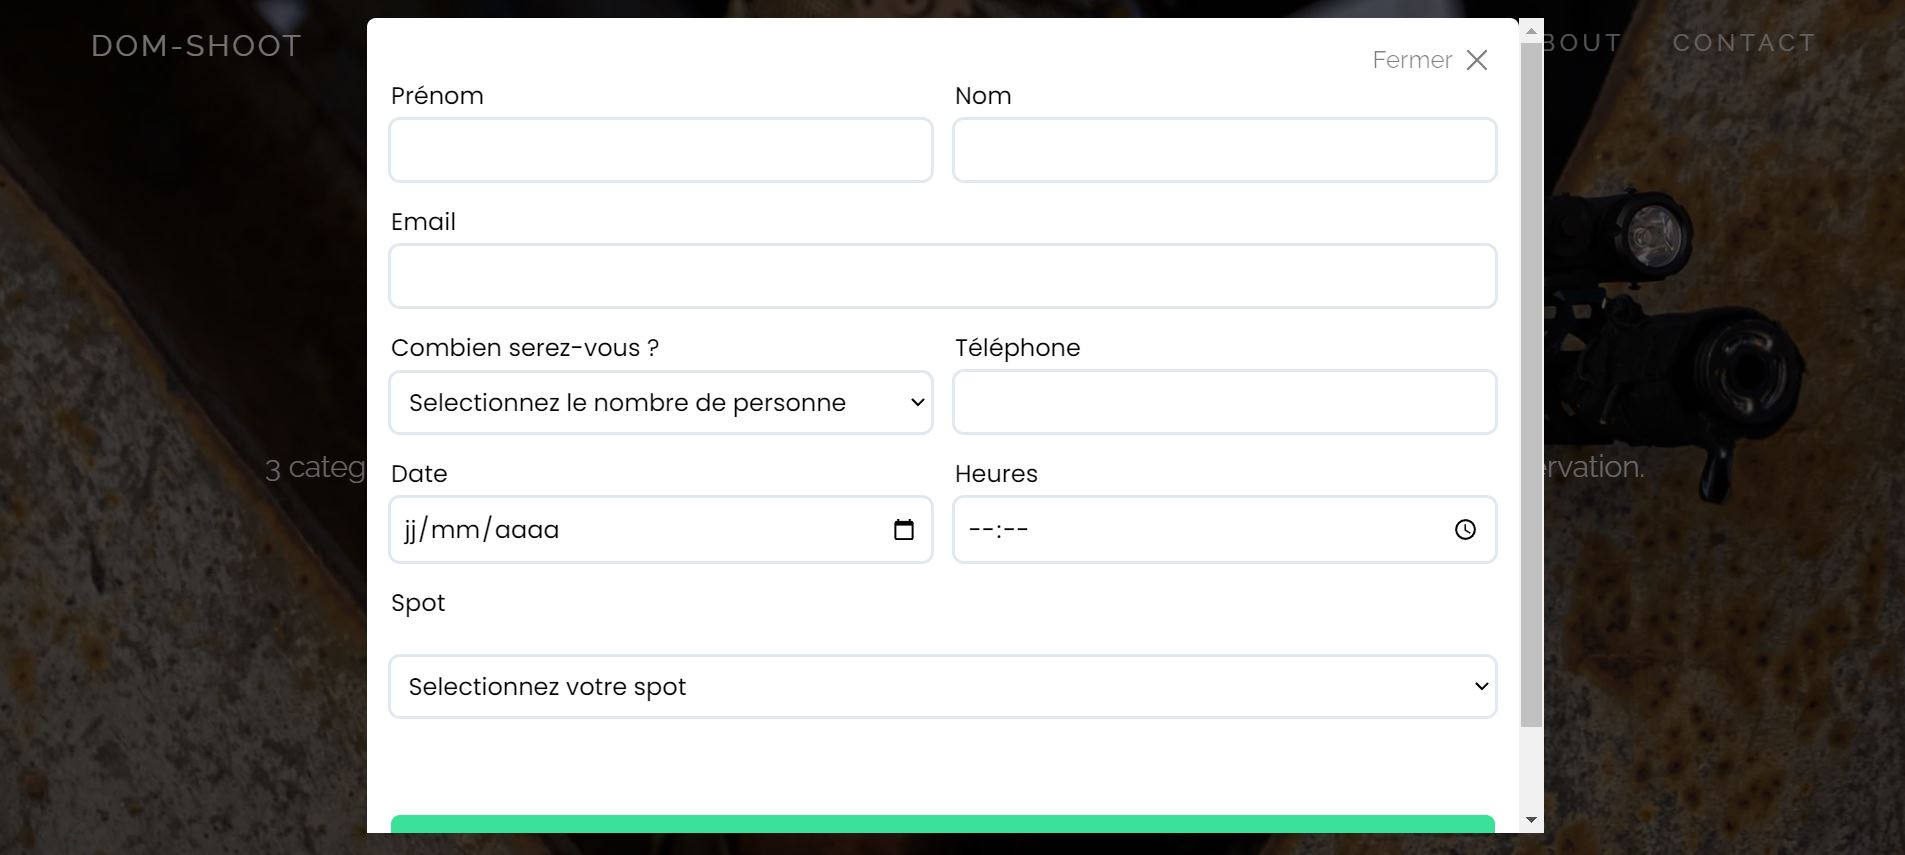 DOM-SHOOT
BOUT
CONTACT
Fermer
Prénom
Nom
Email
Combien serez-vous ?
Téléphone
Selectionnez le nombre de personne
3 categ
ervation.
Date
Heures
jj/mm/aaaa
--:--
Spot
Selectionnez votre spot